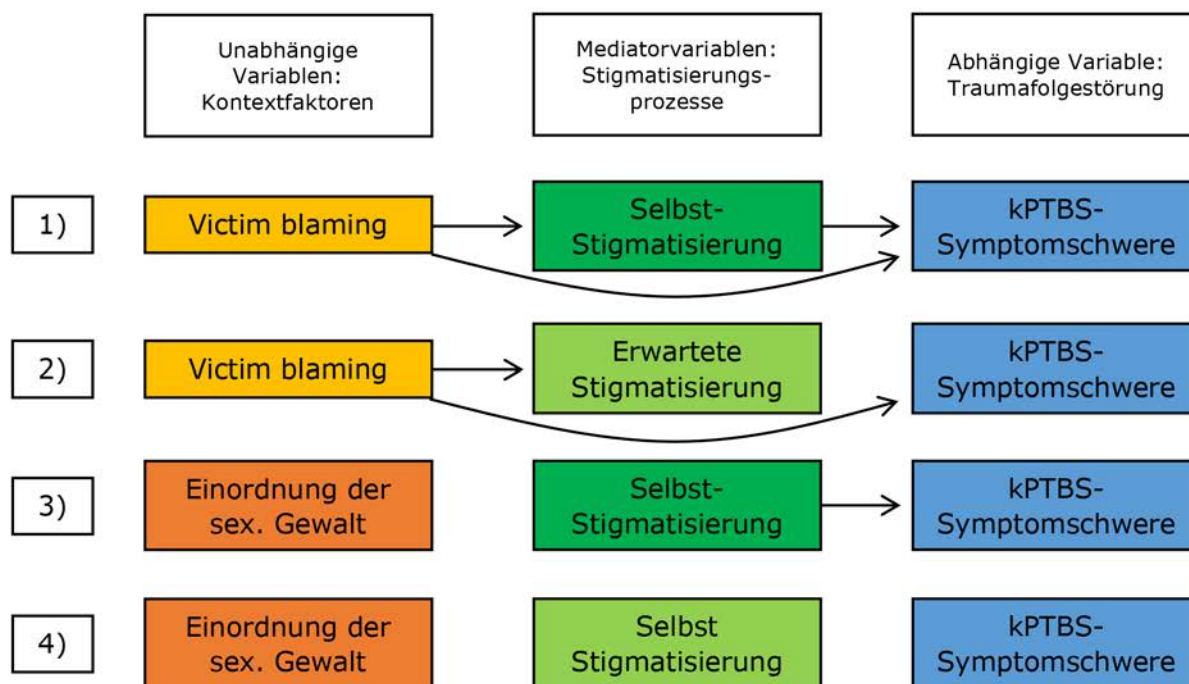 Unabhängige
Variablen:
Kontextfaktoren
Mediatorvariablen:
Stigmatisierungs-
prozesse
Abhängige Variable:
Traumafolgestörung
1)
Victim blaming
Selbst-
Stigmatisierung
kPTBS-
Symptomschwere
2)
Victim blaming
Erwartete
Stigmatisierung
kPTBS-
Symptomschwere
3)
Einordnung der
sex. Gewalt
Selbst-
Stigmatisierung
kPTBS-
Symptomschwere
4)
Einordnung der
sex. Gewalt
Selbst
Stigmatisierung
kPTBS-
Symptomschwere